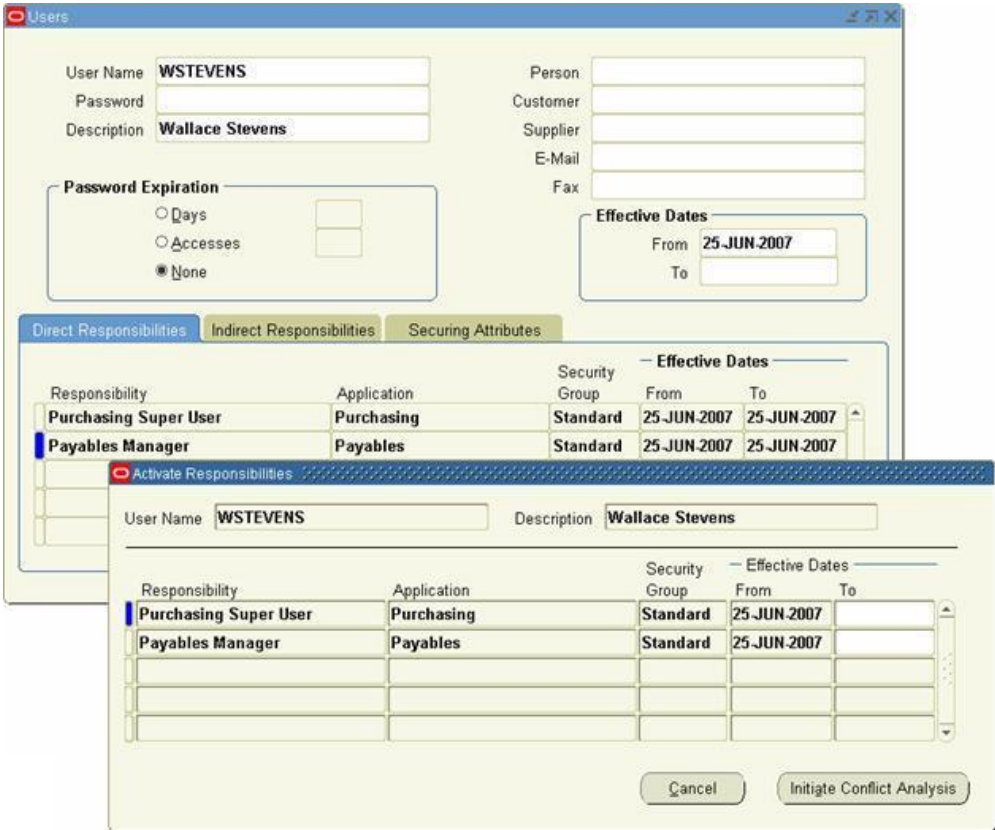 Users
User Name WSTEVENS
Person
Password
Customer
Description Wallace Stevens
Supplier
E-Mail
Fax
Password Expiration
Days
Accesses
None
Effective Dates
From 25-JUN-2007
To
Direct Responsibilities Indirect Responsibilities Securing Attributes
Effective Dates
Responsibility Application Security Group From To
Purchasing Super User Purchasing Standard 25-JUN-2007 25-JUN-2007
Payables Manager Payables Standard 25-JUN-2007 25-JUN-2007
Activate Responsibilities
User Name WSTEVENS Description Wallace Stevens
Effective Dates
Responsibility Application Security Group From To
Purchasing Super User Purchasing Standard 25-JUN-2007
Payables Manager Payables Standard 25-JUN-2007
Cancel Initiate Conflict Analysis